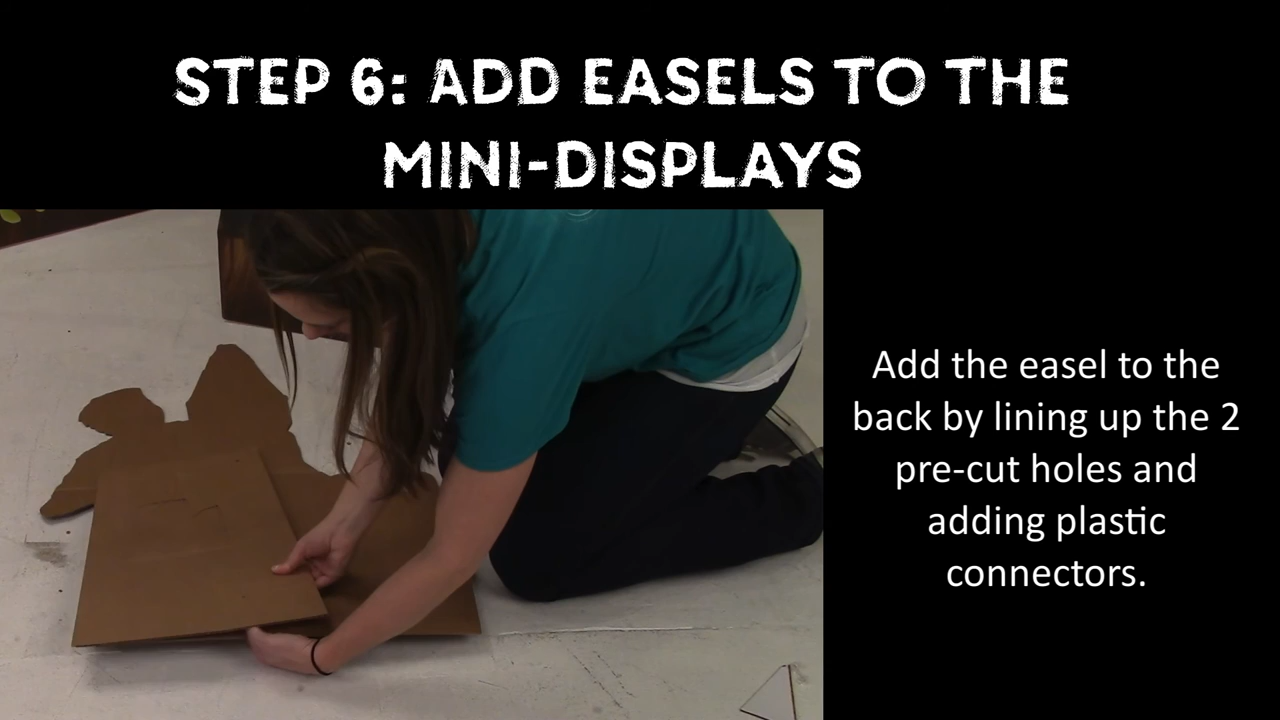 STEP 6: ADD EASELS TO THE
MINI-DISPLAYS
Add the easel to the
back by lining up the 2
pre-cut holes and
adding plastic
connectors.